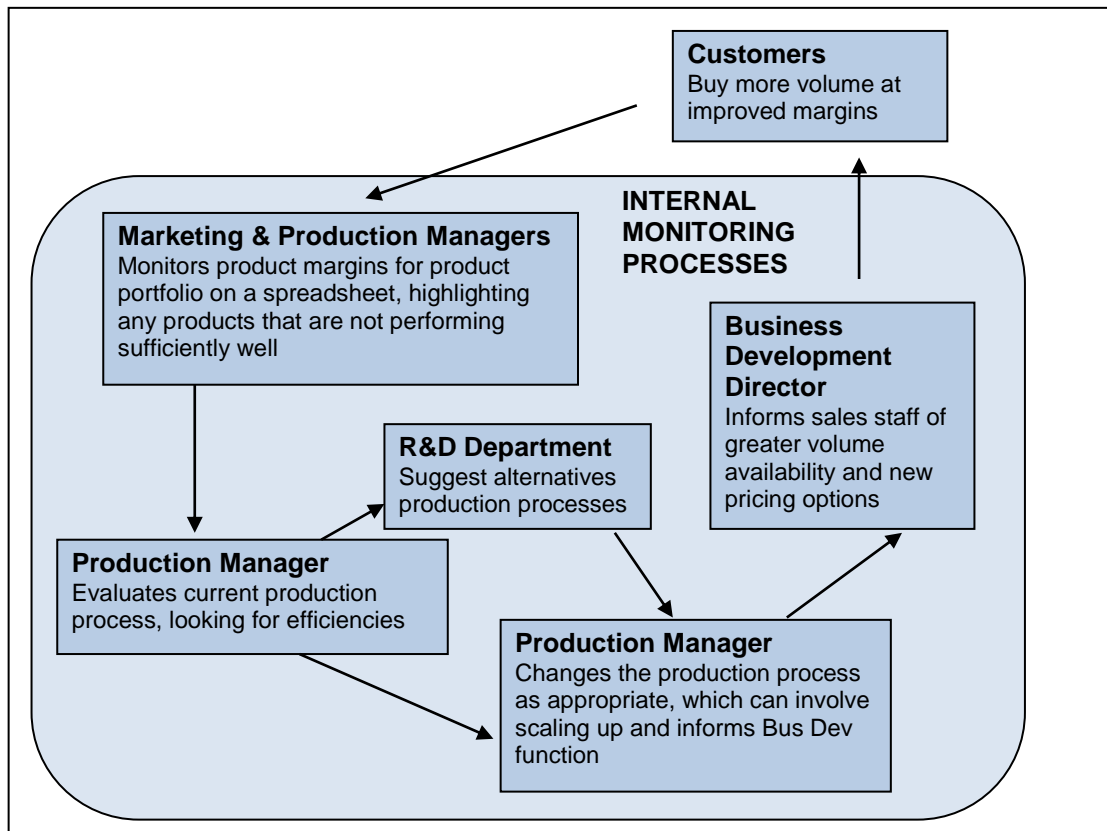 Customers
Buy more volume at
improved margins
INTERNAL
MONITORING
PROCESSES
Marketing & Production Managers
Monitors product margins for product
portfolio on a spreadsheet, highlighting
any products that are not performing
sufficiently well
Business
Development
Director
Informs sales staff of
greater volume
availability and new
pricing options
R&D Department
Suggest alternatives
production processes
Production Manager
Evaluates current production
process, looking for efficiencies
Production Manager
Changes the production process
as appropriate, which can involve
scaling up and informs Bus Dev
function